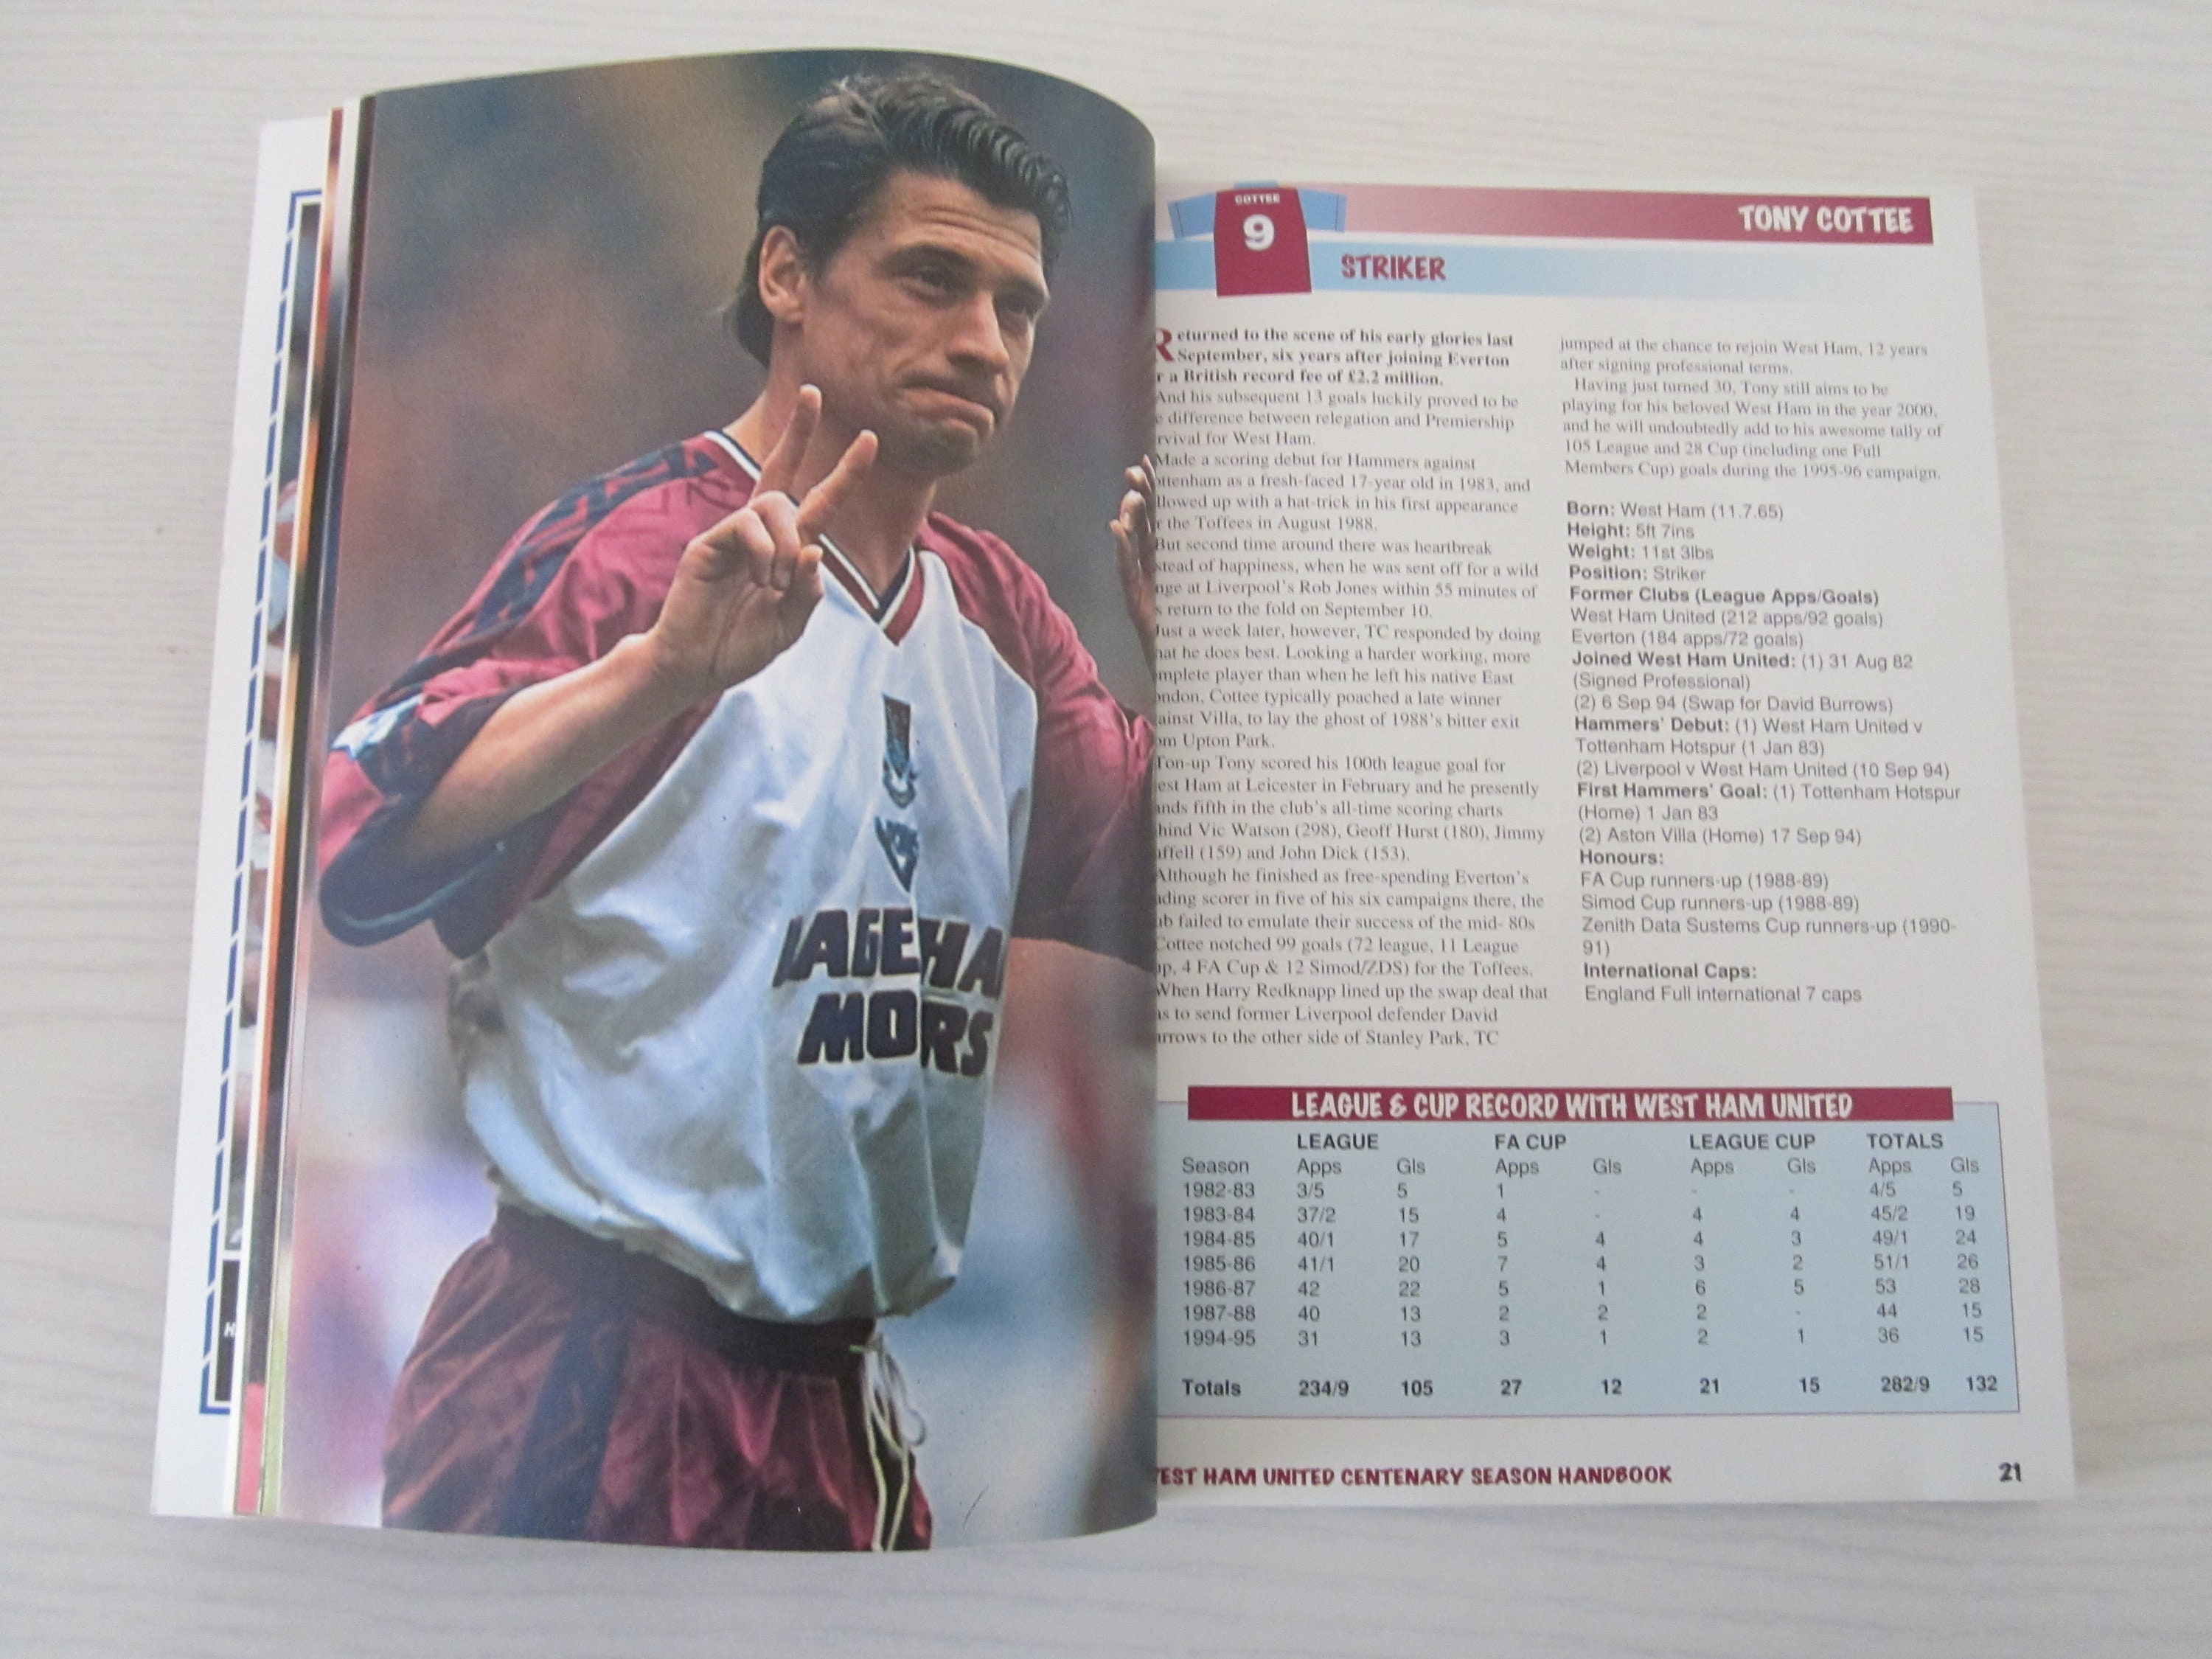 DAGEHA
MORS
H
COTTEE
9
TONY COTTEE
STRIKER
Returned to the scene of his early glories last
September, six years after joining Everton
r a British record fee of £2.2 million.
And his subsequent 13 goals luckily proved to be
e difference between relegation and Premiership
rvival for West Ham.
Made a scoring debut for Hammers against
ttenham as a fresh-faced 17-year old in 1983, and
llowed up with a hat-trick in his first appearance
r the Toffees in August 1988.
But second time around there was heartbreak
stead of happiness, when he was sent off for a wild
nge at Liverpool's Rob Jones within 55 minutes of
s return to the fold on September 10.
Just a week later, however, TC responded by doing
hat he does best. Looking a harder working, more
mplete player than when he left his native East
ondon, Cottee typically poached a late winner
ainst Villa, to lay the ghost of 1988's bitter exit
om Upton Park.
Ton-up Tony scored his 100th league goal for
est Ham at Leicester in February and he presently
ands fifth in the club's all-time scoring charts
hind Vic Watson (298), Geoff Hurst (180), Jimmy
uffell (159) and John Dick (153).
Although he finished as free-spending Everton's
ading scorer in five of his six campaigns there, the
ub failed to emulate their success of the mid- 80s
Cottee notched 99 goals (72 league, 11 League
up, 4 FA Cup & 12 Simod/ZDS) for the Toffees.
When Harry Redknapp lined up the swap deal that
as to send former Liverpool defender David
urrows to the other side of Stanley Park, TC
jumped at the chance to rejoin West Ham, 12 years
after signing professional terms.
Having just turned 30, Tony still aims to be
playing for his beloved West Ham in the year 2000,
and he will undoubtedly add to his awesome tally of
105 League and 28 Cup (including one Full
Members Cup) goals during the 1995-96 campaign.
Born: West Ham (11.7.65)
Height: 5ft 7ins
Weight: 11st 3lbs
Position: Striker
Former Clubs (League Apps/Goals)
West Ham United (212 apps/92 goals)
Everton (184 apps/72 goals)
Joined West Ham United: (1) 31 Aug 82
(Signed Professional)
(2) 6 Sep 94 (Swap for David Burrows)
Hammers' Debut: (1) West Ham United v
Tottenham Hotspur (1 Jan 83)
(2) Liverpool v West Ham United (10 Sep 94)
First Hammers' Goal: (1) Tottenham Hotspur
(Home) 1 Jan 83
(2) Aston Villa (Home) 17 Sep 94)
Honours:
FA Cup runners-up (1988-89)
Simod Cup runners-up (1988-89)
Zenith Data Sustems Cup runners-up (1990-
91)
International Caps:
England Full international 7 caps
LEAGUE & CUP RECORD WITH WEST HAM UNITED
LEAGUE FA CUP LEAGUE CUP TOTALS
Season Apps Gls Apps Gls Apps Gls Apps Gls
1982-83 3/5 5 1 - - - 4/5 5
1983-84 37/2 15 4 - 4 4 45/2 19
1984-85 40/1 17 5 4 4 3 49/1 24
1985-86 41/1 20 7 4 3 2 51/1 26
1986-87 42 22 5 1 6 5 53 28
1987-88 40 13 2 2 2 - 44 15
1994-95 31 13 3 1 2 1 36 15
Totals 234/9 105 27 12 21 15 282/9 132
EST HAM UNITED CENTENARY SEASON HANDBOOK
21